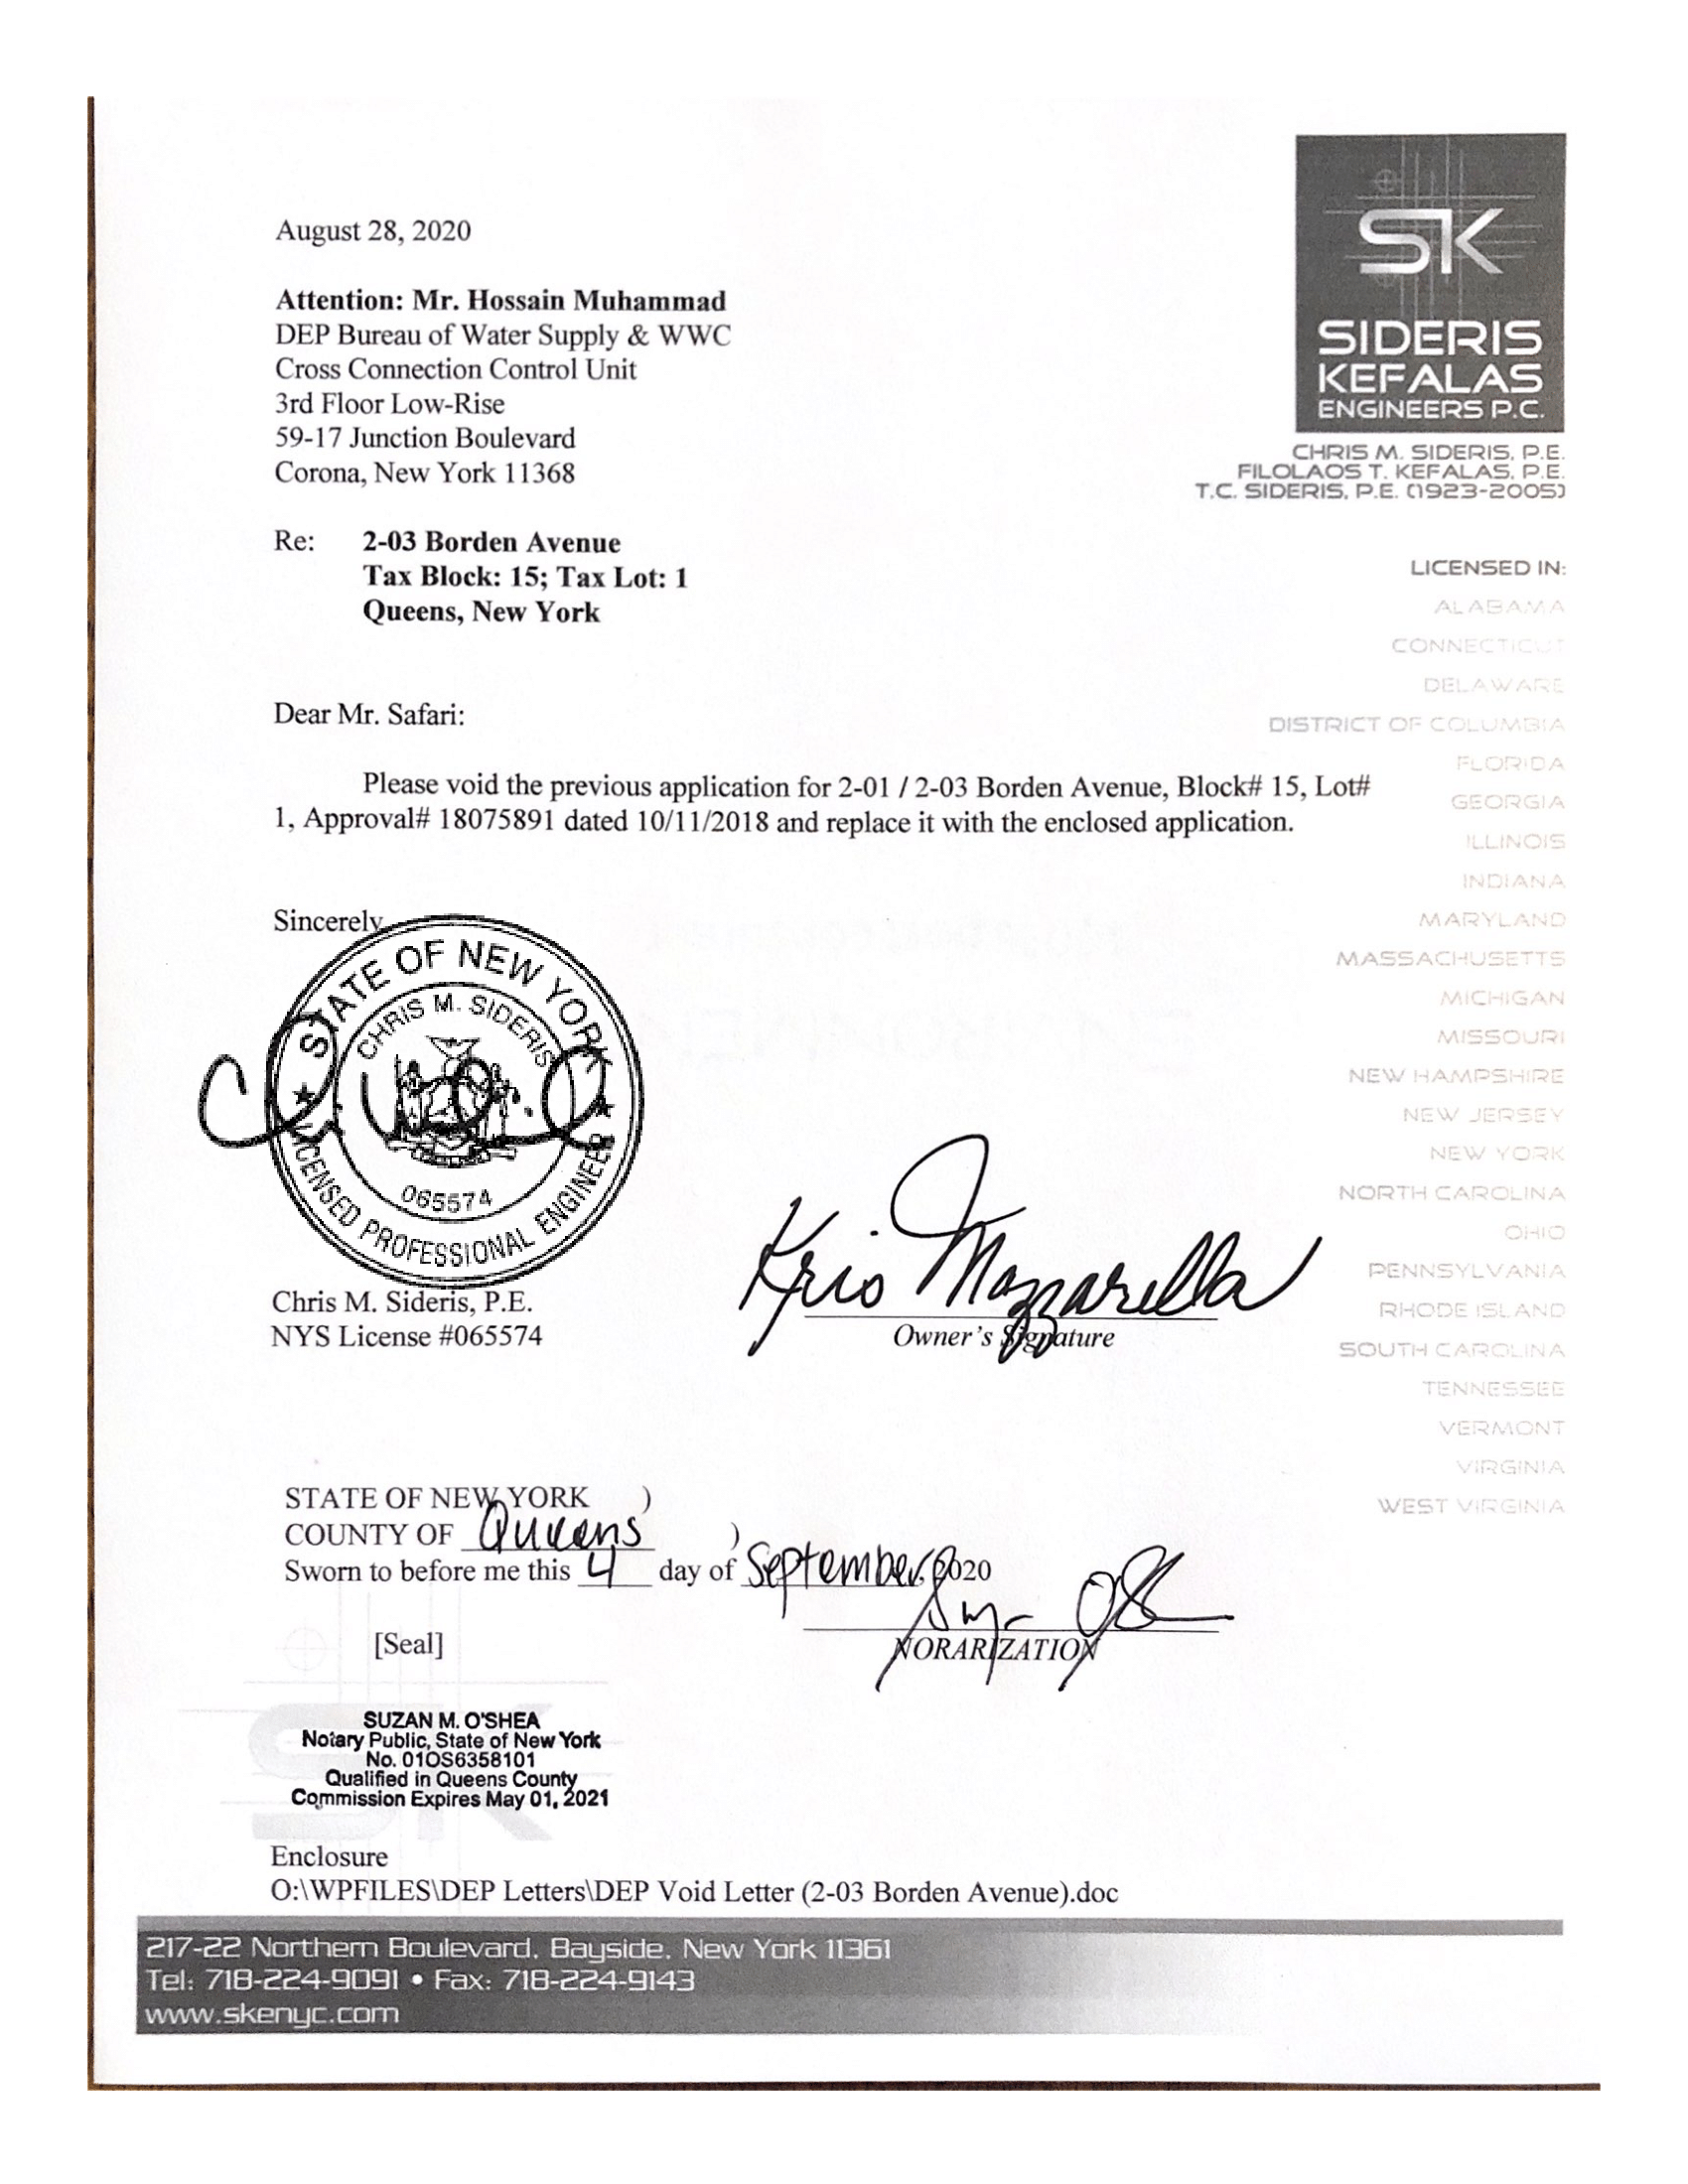 August 28, 2020
Attention: Mr. Hossain Muhammad
DEP Bureau of Water Supply & WWC
Cross Connection Control Unit
3rd Floor Low-Rise
59-17 Junction Boulevard
Corona, New York 11368
SK
SIDERIS
KEFALAS
ENGINEERS P.C.
CHRIS M. SIDERIS, P.E.
FILOLAOS T. KEFALAS, P.E.
T.C. SIDERIS, P.E. (1923-2005)
Re: 2-03 Borden Avenue
Tax Block: 15; Tax Lot: 1
Queens, New York
LICENSED IN:
ALABAMA
CONNECTICUT
DELAWARE
DISTRICT OF COLUMBIA
FLORIDA
GEORGIA
ILLINOIS
INDIANA
MARYLAND
MASSACHUSETTS
MICHIGAN
MISSOURI
NEW HAMPSHIRE
NEW JERSEY
NEW YORK
NORTH CAROLINA
OHIO
PENNSYLVANIA
RHODE ISLAND
SOUTH CAROLINA
TENNESSEE
VERMONT
VIRGINIA
WEST VIRGINIA
Dear Mr. Safari:
Please void the previous application for 2-01 / 2-03 Borden Avenue, Block# 15, Lot#
1, Approval# 18075891 dated 10/11/2018 and replace it with the enclosed application.
Sincerely,
STATE OF NEW YORK
CHRIS M. SIDERIS
065574
LICENSED PROFESSIONAL ENGINEER
Chris M. Sideris, P.E.
NYS License #065574
Kris Mazzarella
Owner's Signature
STATE OF NEW YORK )
COUNTY OF Queens )
Sworn to before me this 4 day of September, 2020
[Seal]
NORARIZATION
SK
SUZAN M. O'SHEA
Notary Public, State of New York
No. 01OS6358101
Qualified in Queens County
Commission Expires May 01, 2021
Enclosure
O:\WPFILES\DEP Letters\DEP Void Letter (2-03 Borden Avenue).doc
217-22 Northern Boulevard, Bayside, New York 11361
Tel: 718-224-9091 • Fax: 718-224-9143
www.skenyc.com